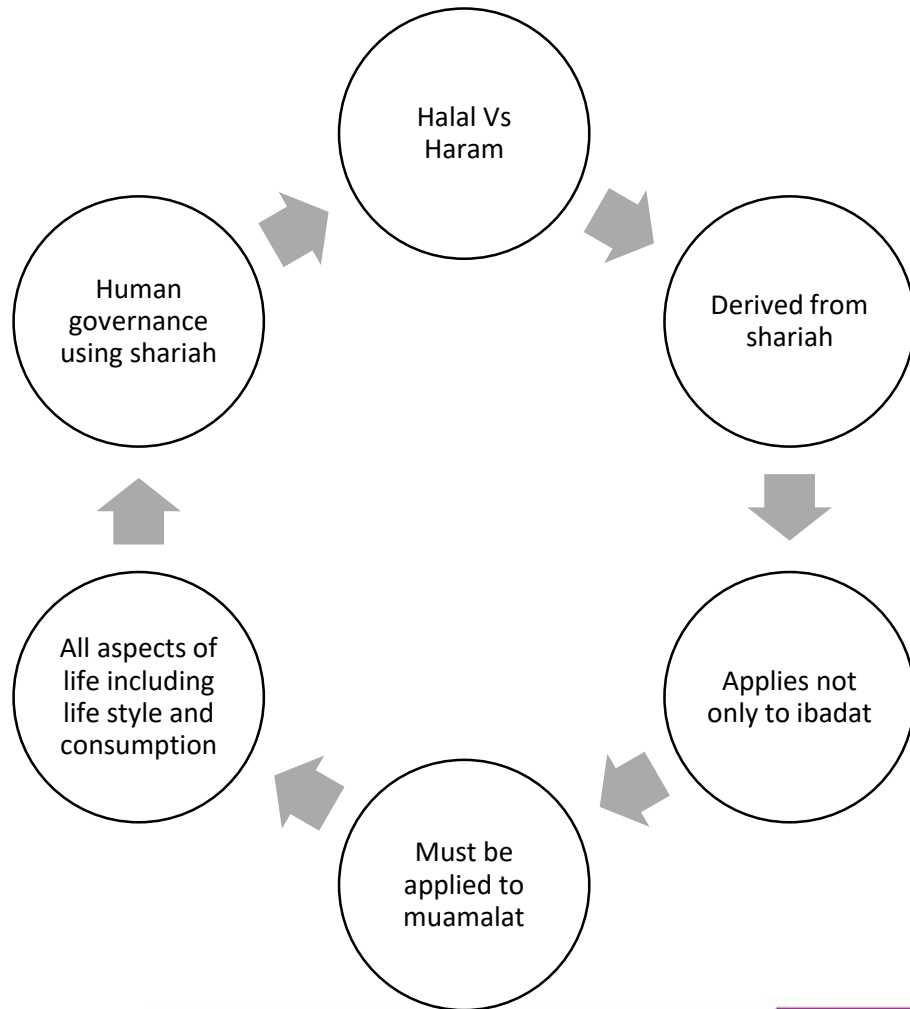 Halal Vs
Haram
Derived from
shariah
Applies not
only to ibadat
Must be
applied to
muamalat
All aspects of
life including
life style and
consumption
Human
governance
using shariah